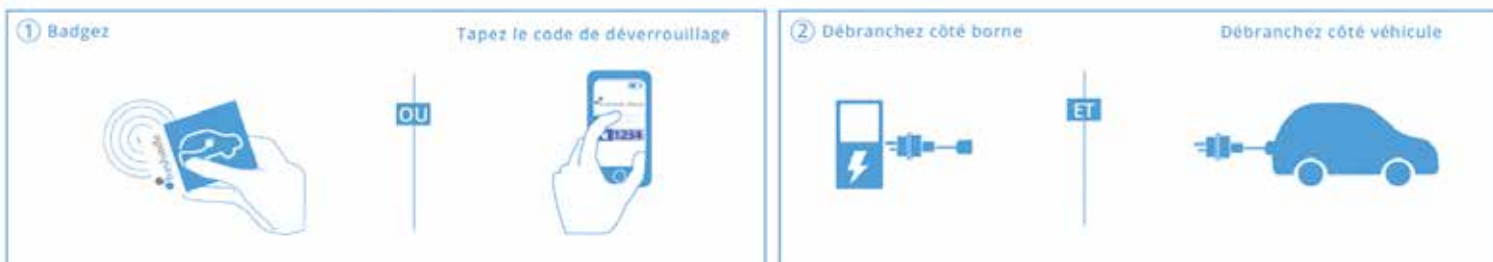 1 Badgez
Tapez le code de déverrouillage
OU
1234
2 Débranchez côté borne
Débranchez côté véhicule
ET